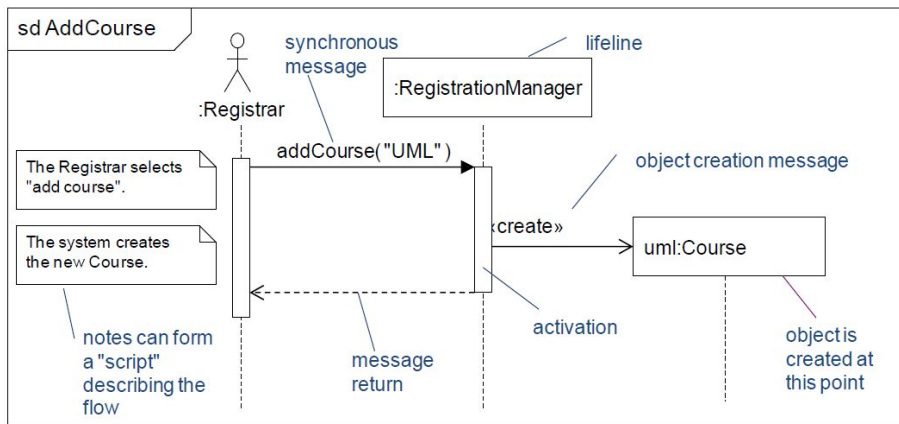 sd AddCourse
synchronous
message
lifeline
:Registrar
:RegistrationManager
The Registrar selects
"add course".
addCourse("UML" )
object creation message
The system creates
the new Course.
«create»
uml:Course
notes can form
a "script"
describing the
flow
message
return
activation
object is
created at
this point